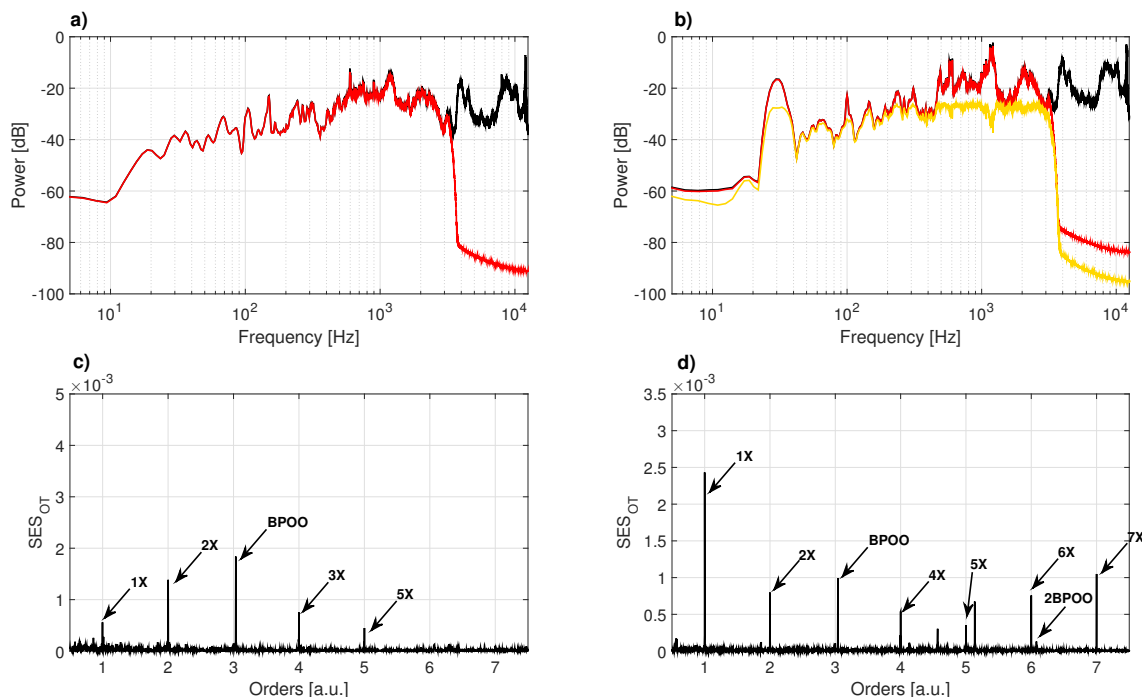 a)
0
-20
-40
-60
-80
-100
Power [dB]
10^1
10^2
10^3
10^4
Frequency [Hz]
b)
0
-20
-40
-60
-80
-100
Power [dB]
10^1
10^2
10^3
10^4
Frequency [Hz]
c)
×10^-3
5
4
3
2
1
0
SES_OT
1X
2X
BPOO
3X
5X
1
2
3
4
5
6
7
Orders [a.u.]
d)
×10^-3
3.5
3
2.5
2
1.5
1
0.5
0
SES_OT
1X
2X
BPOO
4X
5X
6X
2BPOO
7X
1
2
3
4
5
6
7
Orders [a.u.]